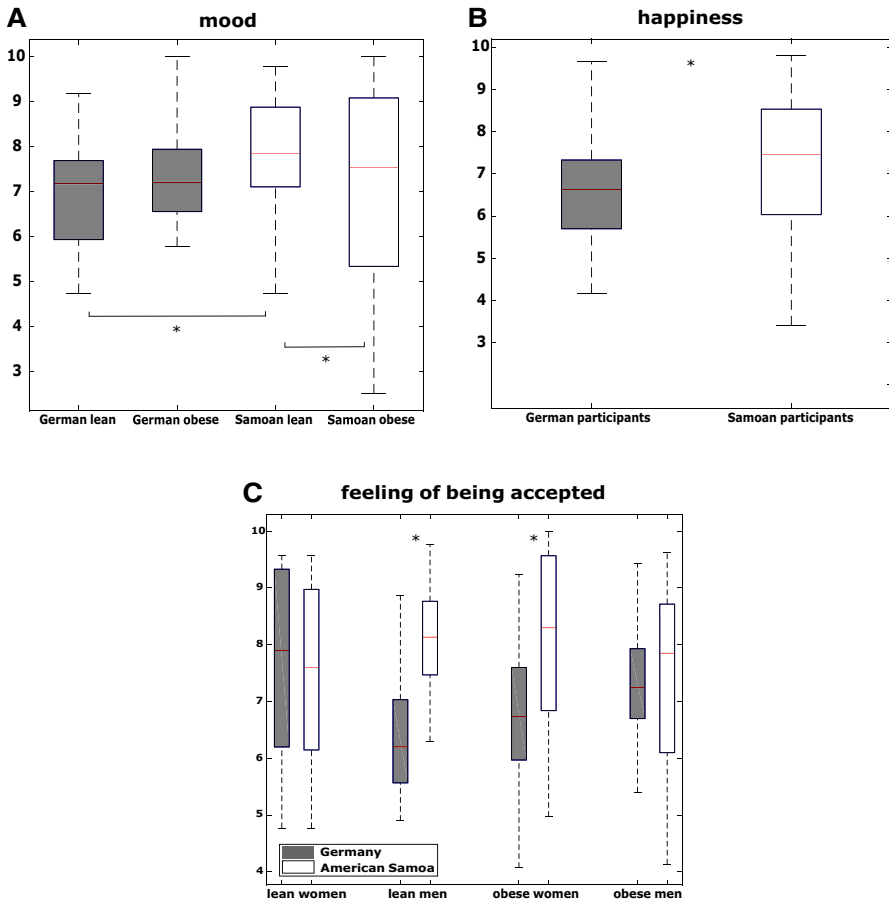 A
mood
10
9
8
7
6
5
4
3
*
*
German lean German obese Samoan lean Samoan obese
B
happiness
10
9
8
7
6
5
4
3
*
German participants Samoan participants
C
feeling of being accepted
10
9
8
7
6
5
4
* *
Germany
American Samoa
lean women lean men obese women obese men